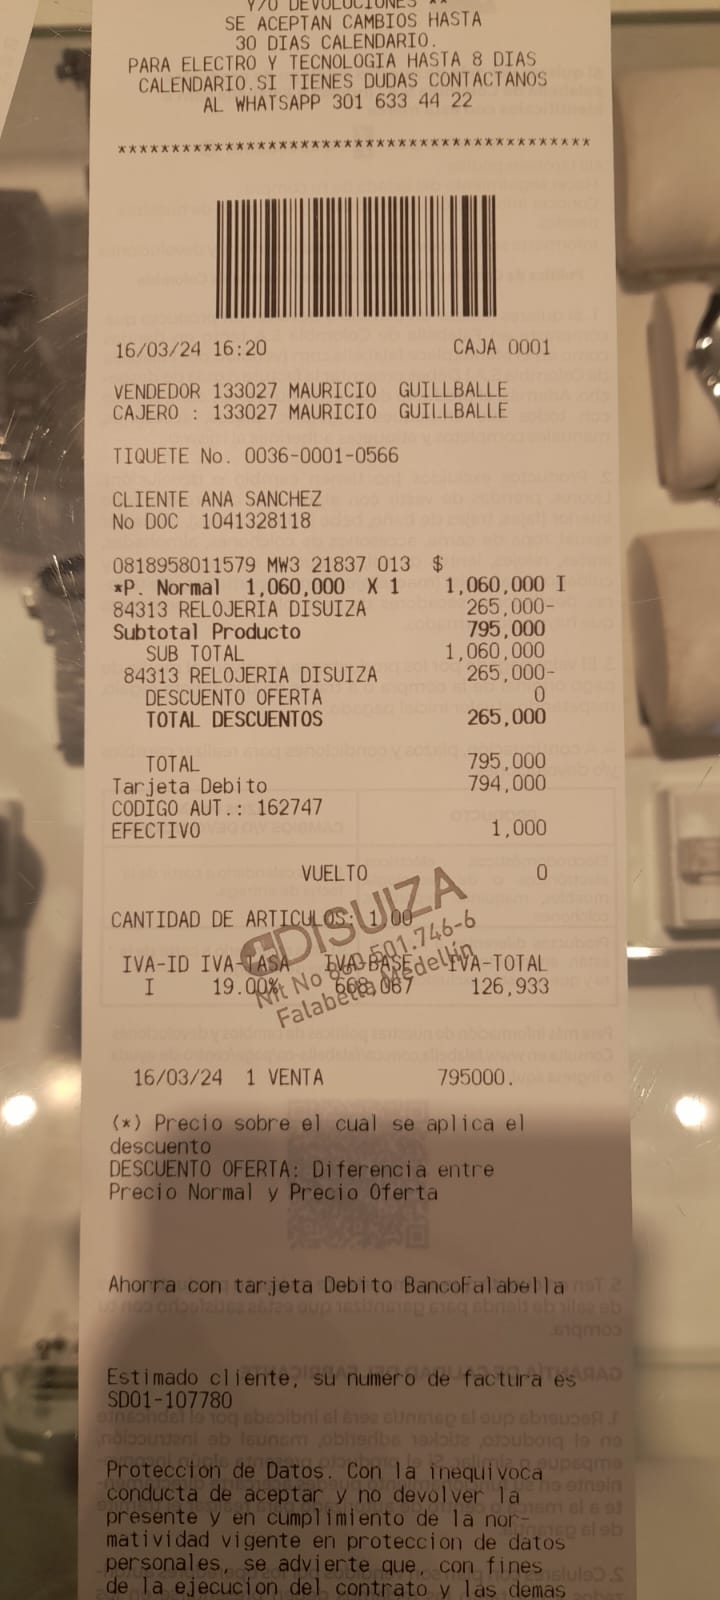 Y/O DEVOLUCIONES **
SE ACEPTAN CAMBIOS HASTA
30 DIAS CALENDARIO.
PARA ELECTRO Y TECNOLOGIA HASTA 8 DIAS
CALENDARIO.SI TIENES DUDAS CONTACTANOS
AL WHATSAPP 301 633 44 22
********************************************
16/03/24 16:20 CAJA 0001
VENDEDOR 133027 MAURICIO GUILLBALLE
CAJERO : 133027 MAURICIO GUILLBALLE
TIQUETE No. 0036-0001-0566
CLIENTE ANA SANCHEZ
No DOC 1041328118
0818958011579 MW3 21837 013 $
*P. Normal 1,060,000 X 1 1,060,000 I
84313 RELOJERIA DISUIZA 265,000-
Subtotal Producto 795,000
SUB TOTAL 1,060,000
84313 RELOJERIA DISUIZA 265,000-
DESCUENTO OFERTA 0
TOTAL DESCUENTOS 265,000
TOTAL 795,000
Tarjeta Debito 794,000
CODIGO AUT.: 162747
EFECTIVO 1,000
VUELTO 0
CANTIDAD DE ARTICULOS: 1.00
DISUIZA
Nit No 860.501.746-6
Falabella Medellín
IVA-ID IVA-TASA IVA-BASE IVA-TOTAL
I 19.00% 668,067 126,933
16/03/24 1 VENTA 795000.
(*) Precio sobre el cual se aplica el
descuento
DESCUENTO OFERTA: Diferencia entre
Precio Normal y Precio Oferta
Ahorra con tarjeta Debito BancoFalabella
Estimado cliente, su numero de factura es
SD01-107780
Proteccion de Datos. Con la inequivoca
conducta de aceptar y no devolver la
presente y en cumplimiento de la nor-
matividad vigente en proteccion de datos
personales, se advierte que, con fines
de la ejecucion del contrato y las demas